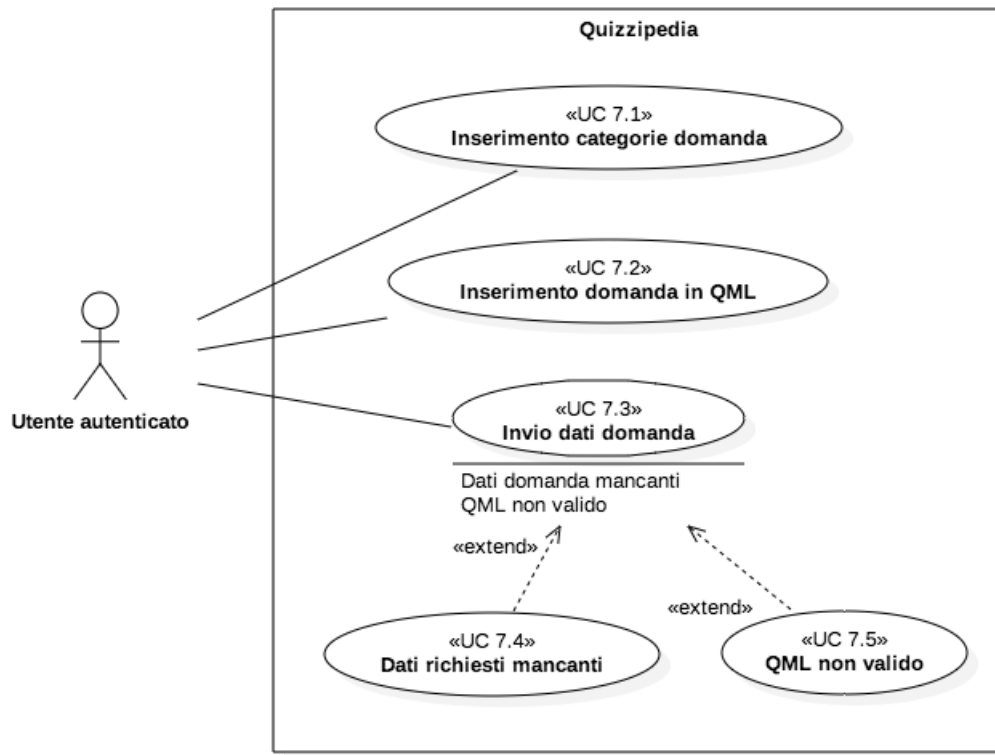 Quizzipedia
«UC 7.1»
Inserimento categorie domanda
«UC 7.2»
Inserimento domanda in QML
Utente autenticato
«UC 7.3»
Invio dati domanda
Dati domanda mancanti
QML non valido
«extend»
«extend»
«UC 7.4»
Dati richiesti mancanti
«UC 7.5»
QML non valido